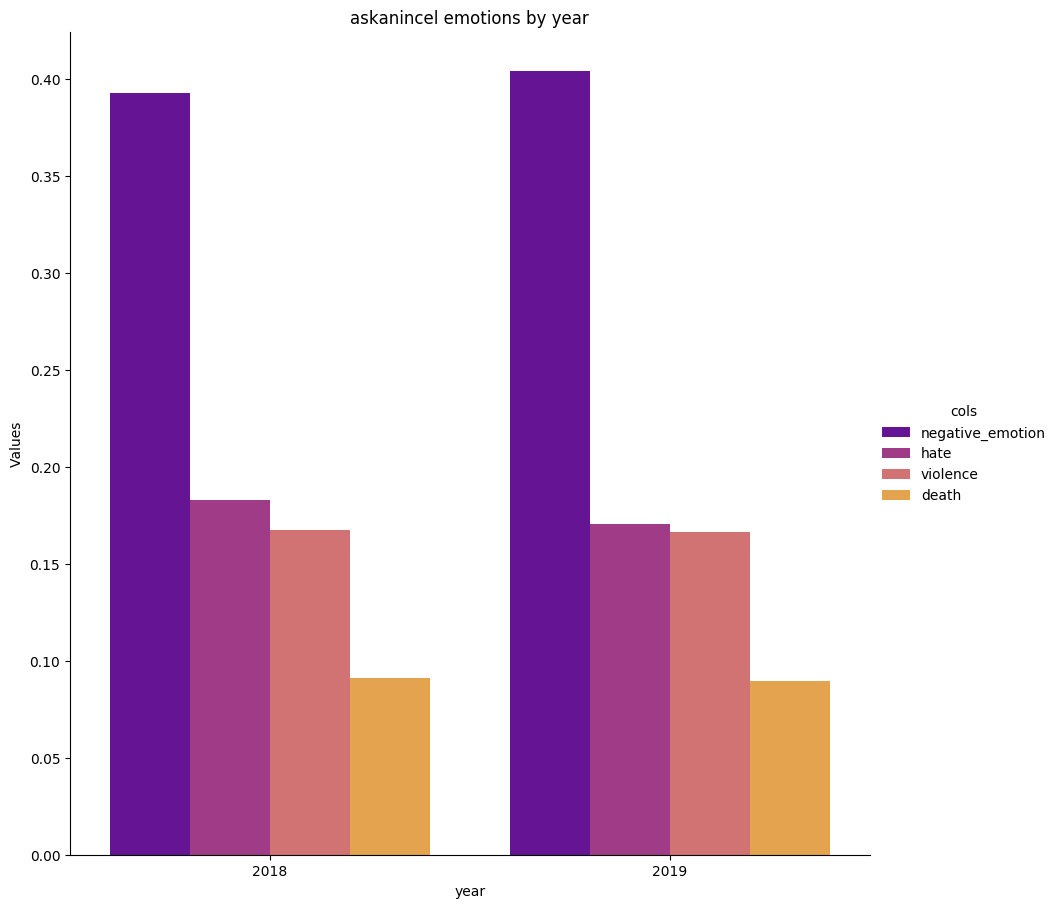 askanincel emotions by year
0.40
0.35
0.30
0.25
0.20
0.15
0.10
0.05
0.00
Values
2018
2019
year
cols
negative_emotion
hate
violence
death